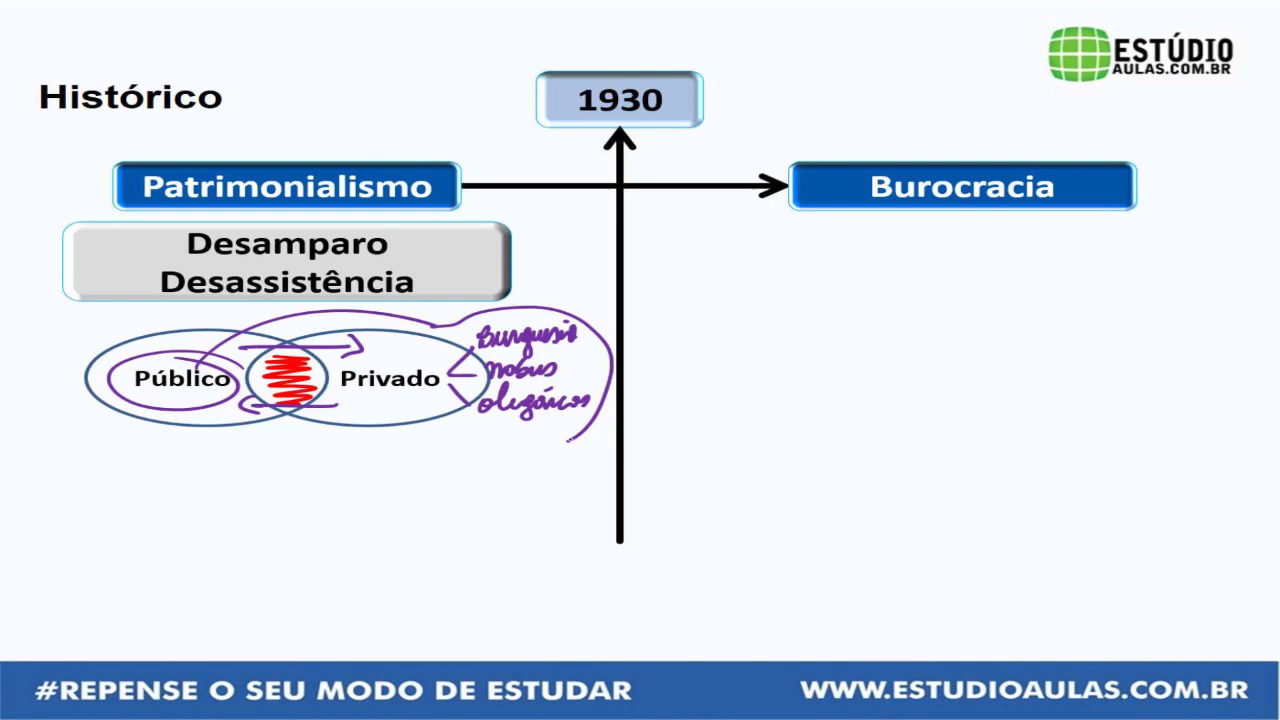 ESTÚDIO
AULAS.COM.BR
Histórico
1930
Patrimonialismo
Burocracia
Desamparo
Desassistência
Burguesia
Público
Privado
nobres
#REPENSE O SEU MODO DE ESTUDAR
WWW.ESTUDIOAULAS.COM.BR